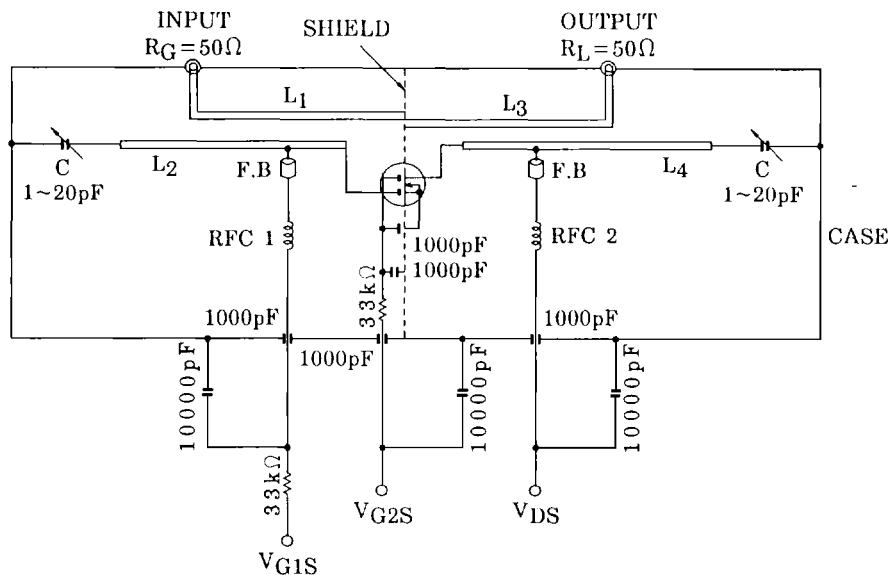 INPUT
R_G=50Ω
SHIELD
OUTPUT
R_L=50Ω
L1
L3
C
1~20pF
L2
F.B
F.B
L4
C
1~20pF
RFC 1
1000pF
1000pF
RFC 2
CASE
33kΩ
1000pF
1000pF
1000pF
10000pF
10000pF
10000pF
33kΩ
V_G2S
V_DS
V_G1S